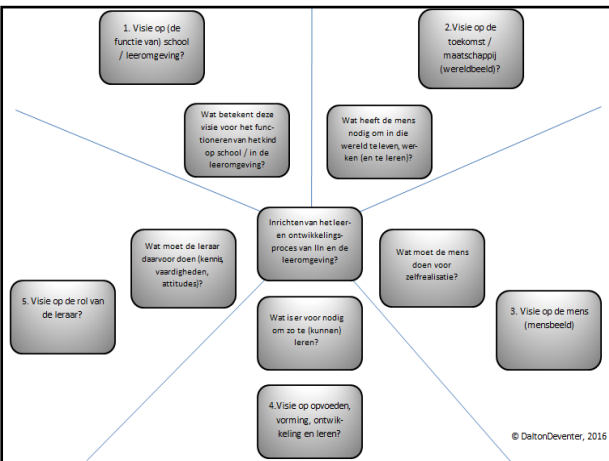 1. Visie op (de
functie van) school
/ leeromgeving?
2.Visie op de
toekomst /
maatschappij
(wereldbeeld)?
Wat betekent deze
visie voor het func-
tioneren van het kind
op school / in de
leeromgeving?
Wat heeft de mens
nodig om in die
wereld te leven, wer-
ken (en te leren)?
Inrichten van het leer-
en ontwikkelings-
proces van lln en de
leeromgeving?
Wat moet de leraar
daarvoor doen (kennis,
vaardigheden,
attitudes)?
Wat moet de mens
doen voor
zelfrealisatie?
5. Visie op de rol van
de leraar?
3. Visie op de mens
(mensbeeld)
Wat is er voor nodig
om zo te (kunnen)
leren?
4.Visie op opvoeden,
vorming, ontwik-
keling en leren?
© DaltonDeventer, 2016